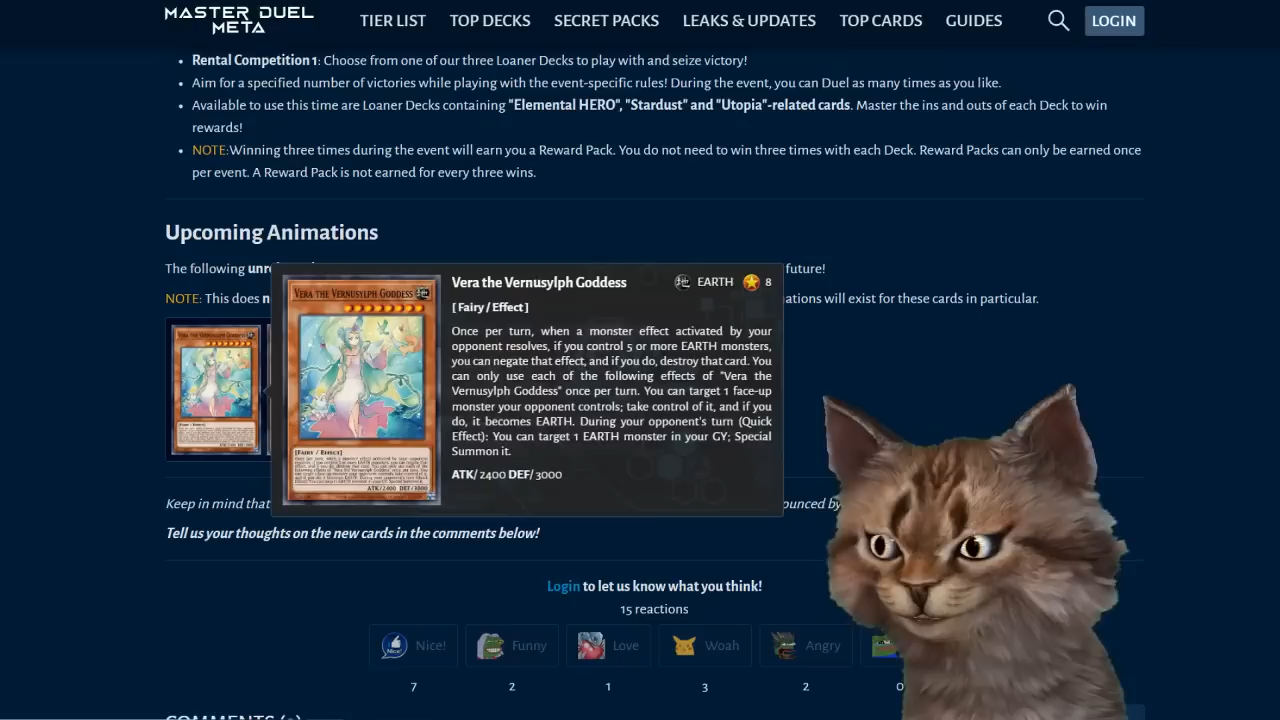 MASTER DUEL
META
TIER LIST
TOP DECKS
SECRET PACKS
LEAKS & UPDATES
TOP CARDS
GUIDES
LOGIN
Rental Competition 1: Choose from one of our three Loaner Decks to play with and seize victory!
Aim for a specified number of victories while playing with the event-specific rules! During the event, you can Duel as many times as you like.
Available to use this time are Loaner Decks containing "Elemental HERO", "Stardust" and "Utopia"-related cards. Master the ins and outs of each Deck to win
rewards!
NOTE:Winning three times during the event will earn you a Reward Pack. You do not need to win three times with each Deck. Reward Packs can only be earned once
per event. A Reward Pack is not earned for every three wins.
Upcoming Animations
The following
future!
NOTE: This does
ations will exist for these cards in particular.
VERA THE VERNUSYLPH GODDESS
VERA THE VERNUSYLPH GODDESS
[FAIRY / EFFECT]
ATK/2400 DEF/3000
Vera the Vernusylph Goddess
EARTH
8
[ Fairy / Effect ]
Once per turn, when a monster effect activated by your
opponent resolves, if you control 5 or more EARTH monsters,
you can negate that effect, and if you do, destroy that card. You
can only use each of the following effects of "Vera the
Vernusylph Goddess" once per turn. You can target 1 face-up
monster your opponent controls; take control of it, and if you
do, it becomes EARTH. During your opponent's turn (Quick
Effect): You can target 1 EARTH monster in your GY; Special
Summon it.
ATK/ 2400 DEF/ 3000
Keep in mind that
ounced by
Tell us your thoughts on the new cards in the comments below!
Login to let us know what you think!
15 reactions
Nice!
Funny
Love
Woah
Angry
7
2
1
3
2
0